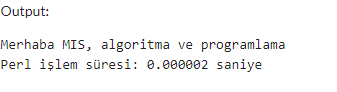 Output:
Merhaba MIS, algoritma ve programlama
Perl işlem süresi: 0.000002 saniye